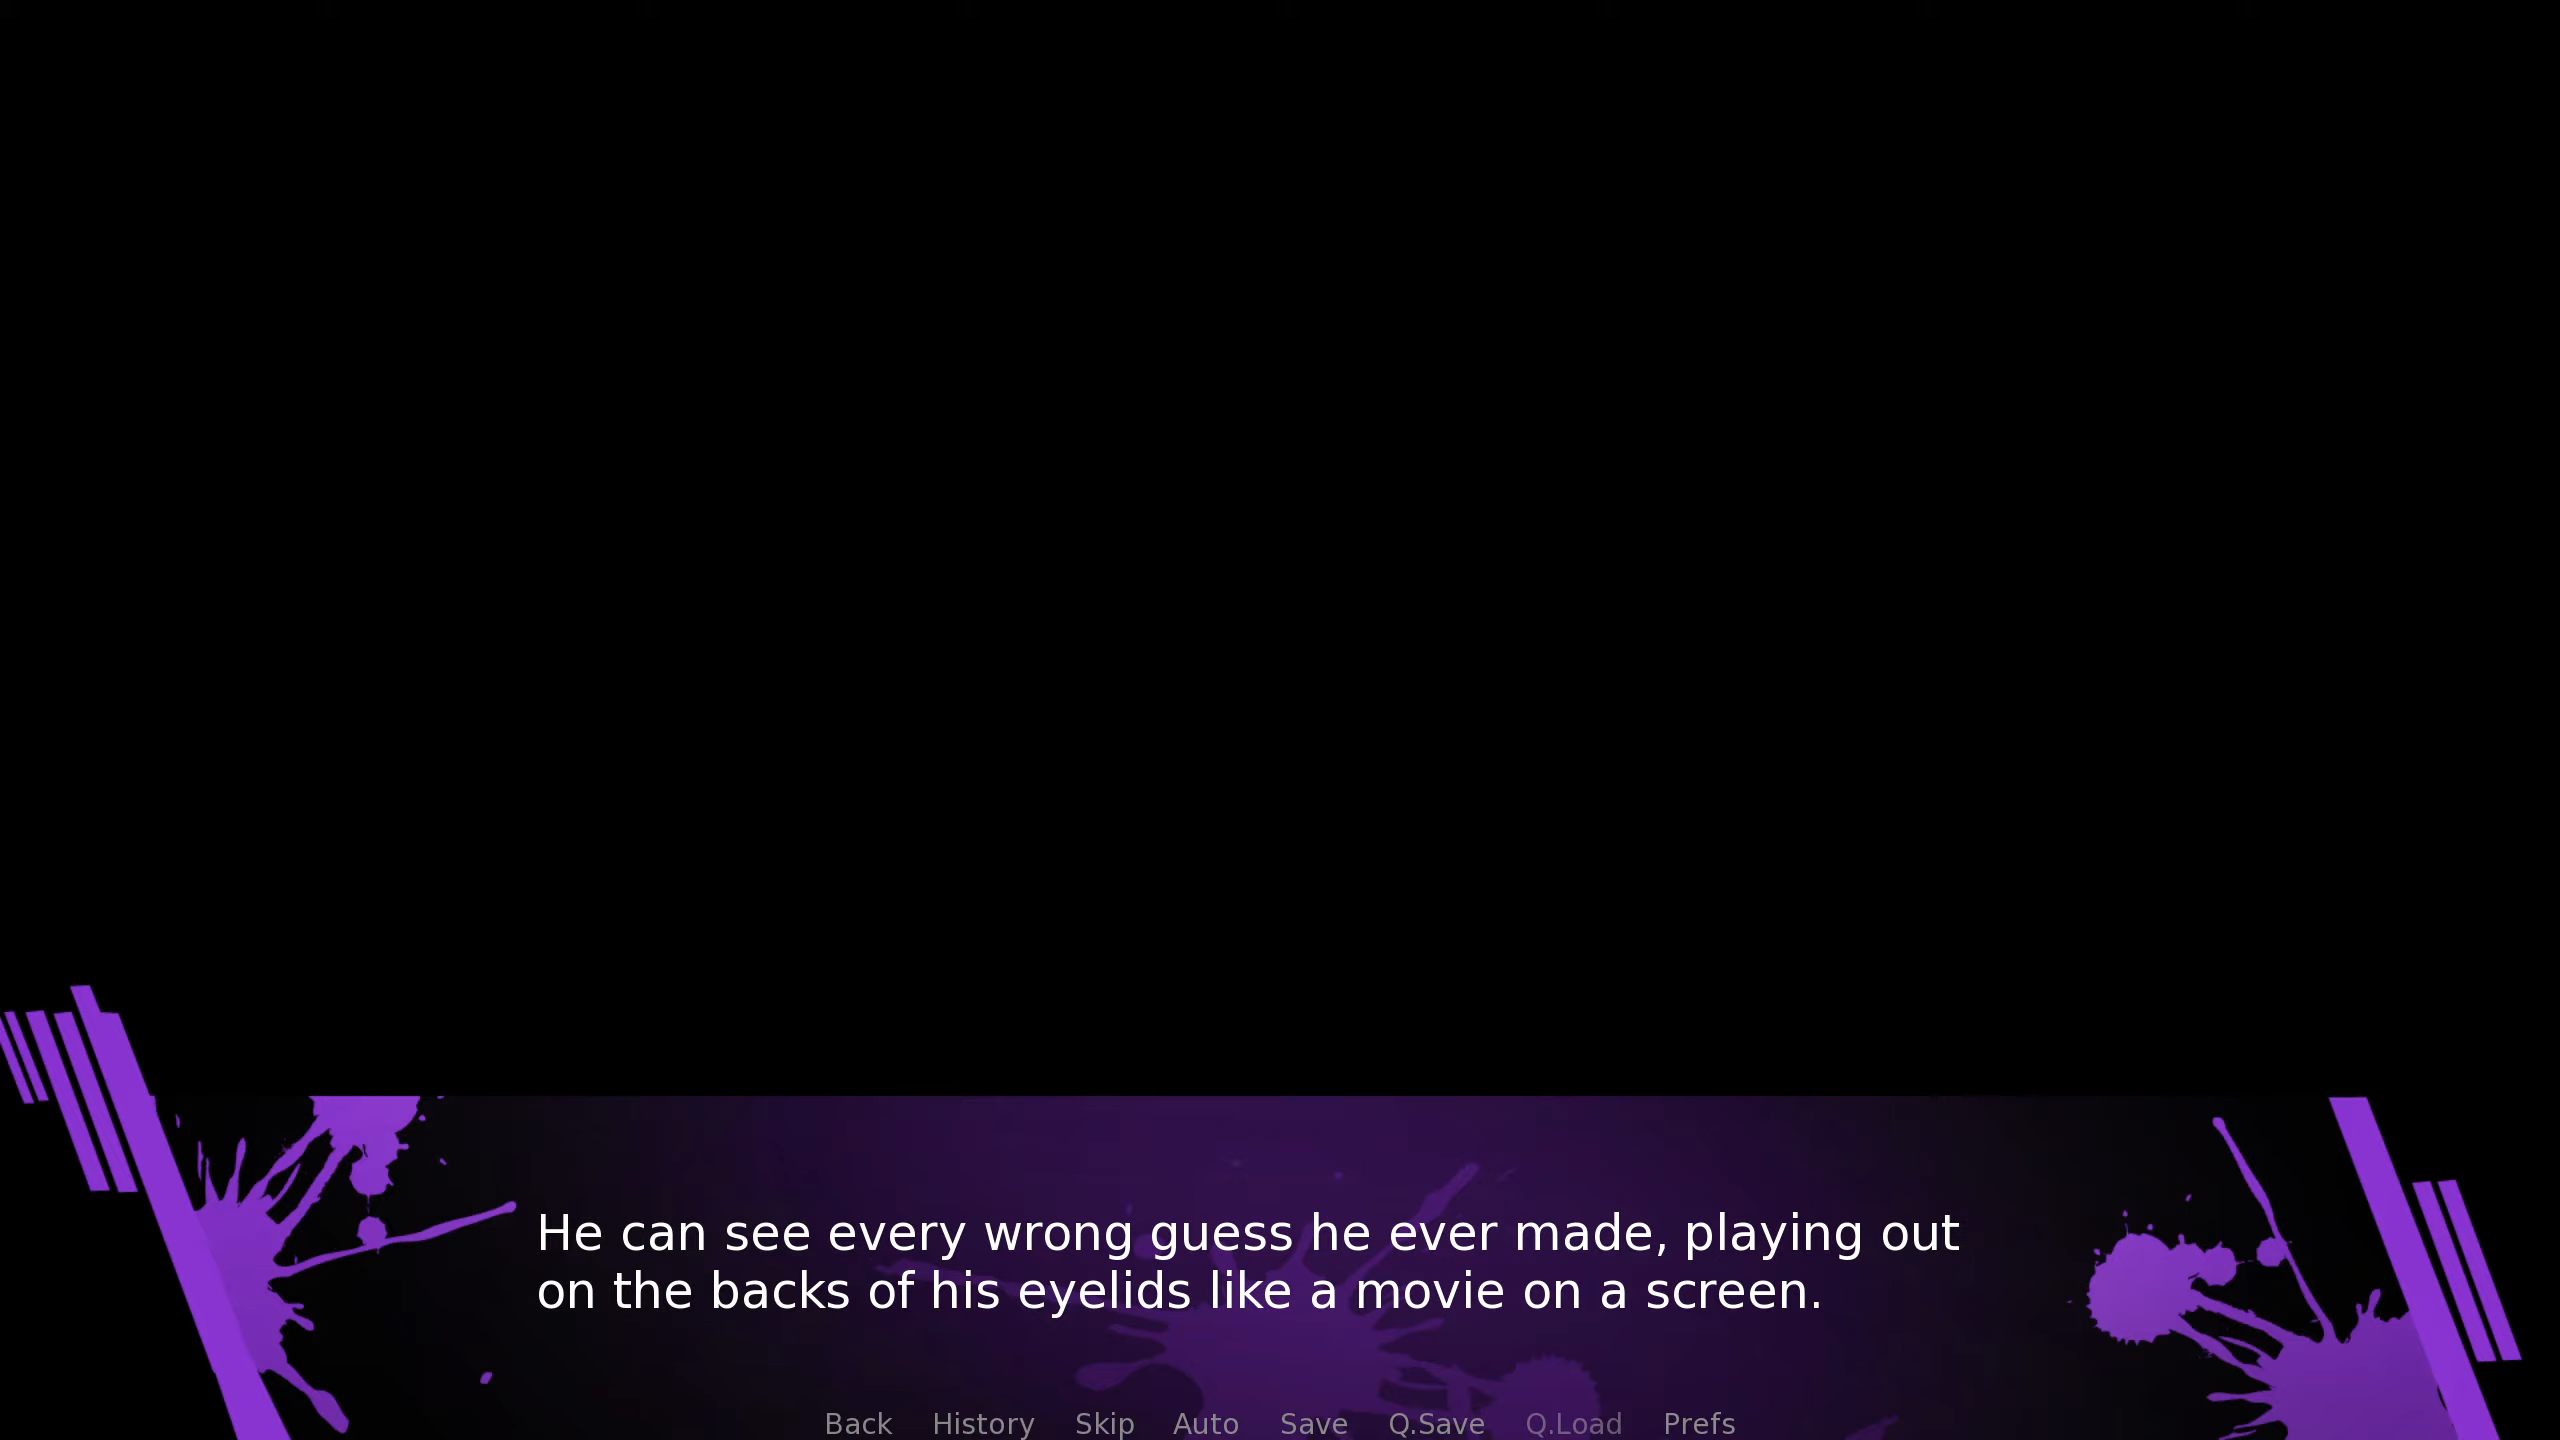 He can see every wrong guess he ever made, playing out
on the backs of his eyelids like a movie on a screen.
Back History Skip Auto Save Q.Save Q.Load Prefs